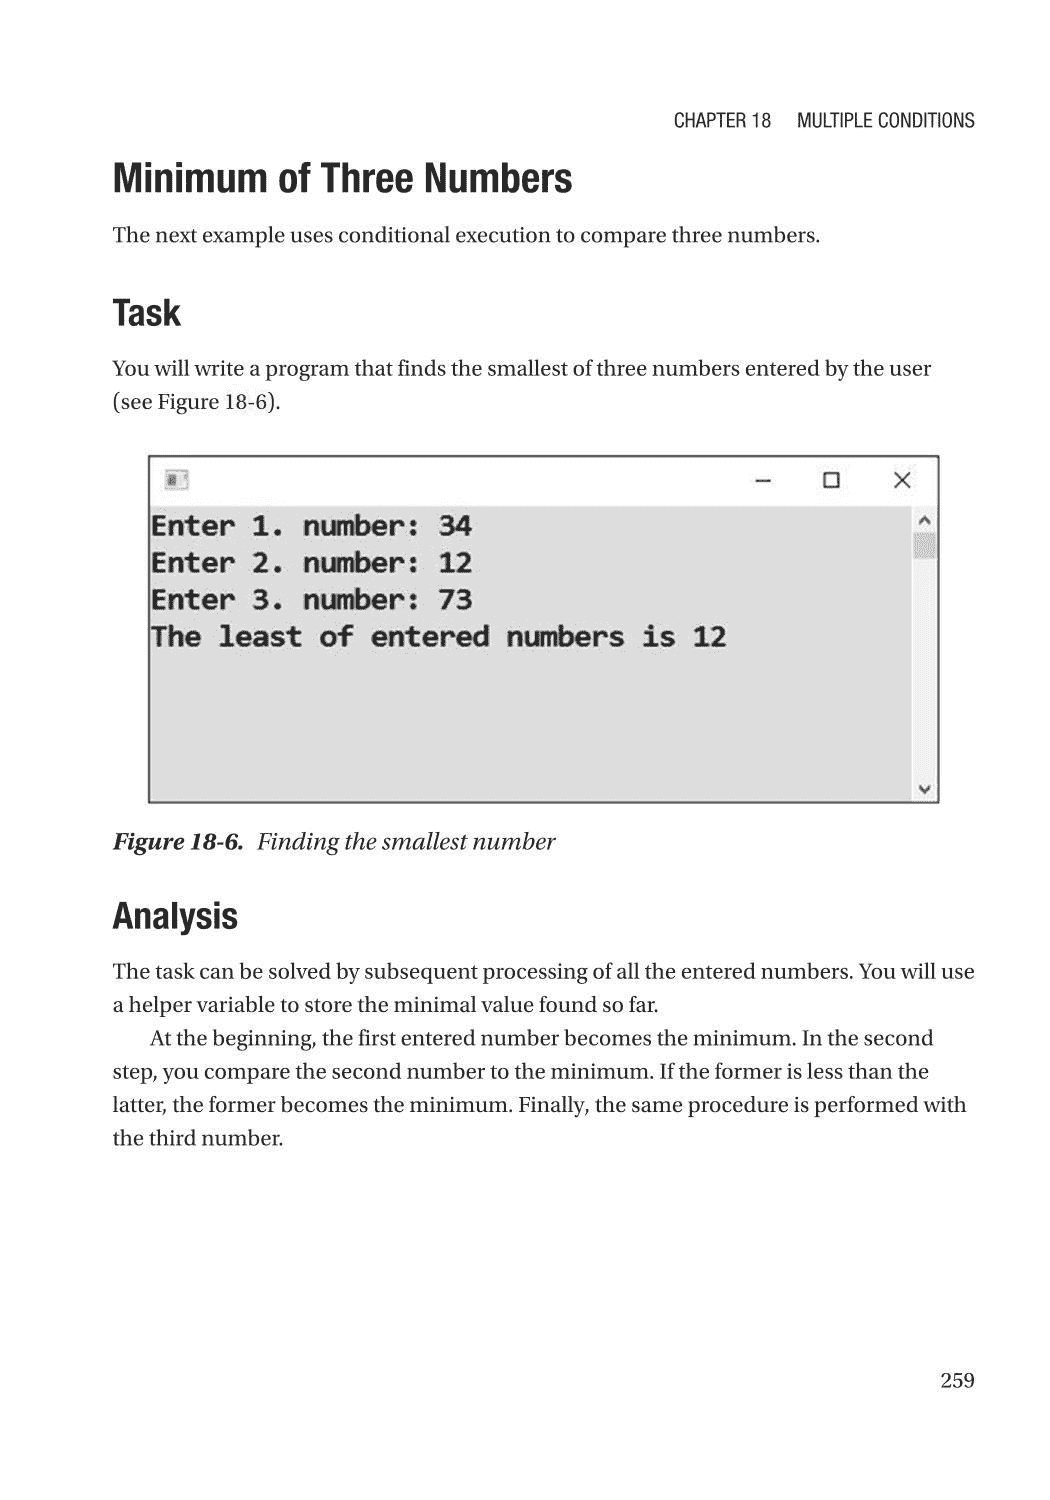 CHAPTER 18 MULTIPLE CONDITIONS
Minimum of Three Numbers
The next example uses conditional execution to compare three numbers.
Task
You will write a program that finds the smallest of three numbers entered by the user
(see Figure 18-6).
Enter 1. number: 34
Enter 2. number: 12
Enter 3. number: 73
The least of entered numbers is 12
Figure 18-6. Finding the smallest number
Analysis
The task can be solved by subsequent processing of all the entered numbers. You will use
a helper variable to store the minimal value found so far.
At the beginning, the first entered number becomes the minimum. In the second
step, you compare the second number to the minimum. If the former is less than the
latter, the former becomes the minimum. Finally, the same procedure is performed with
the third number.
259